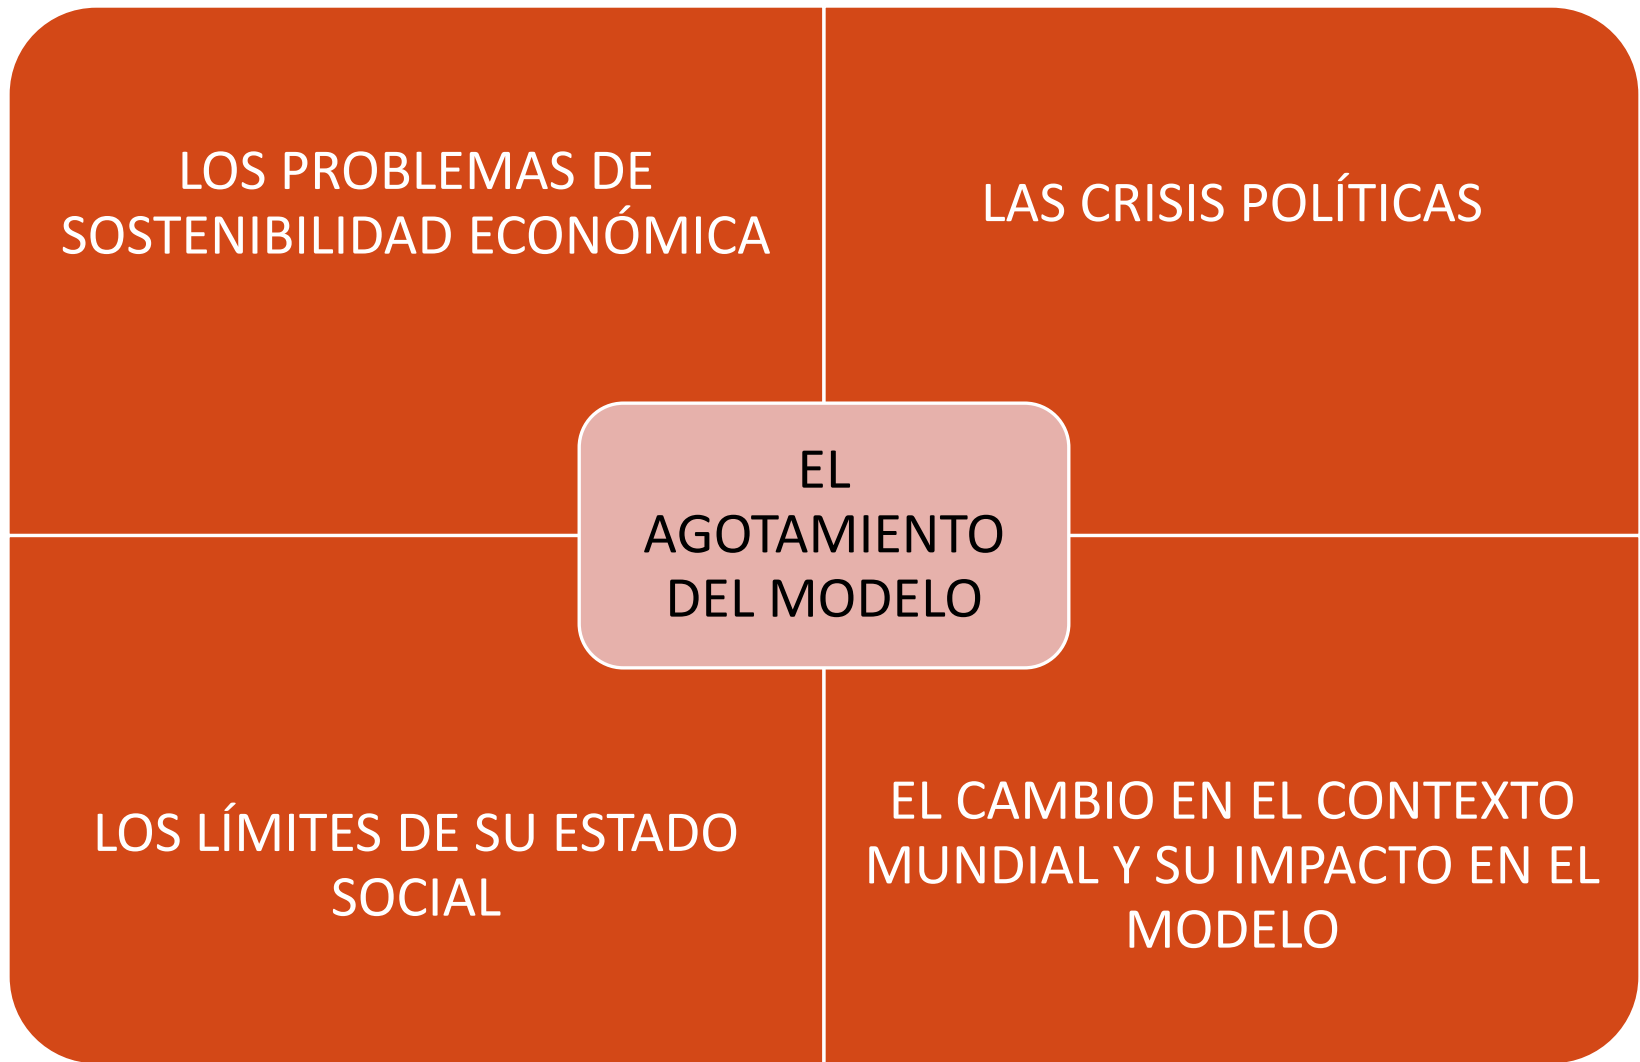 LOS PROBLEMAS DE
SOSTENIBILIDAD ECONÓMICA
LAS CRISIS POLÍTICAS
EL
AGOTAMIENTO
DEL MODELO
LOS LÍMITES DE SU ESTADO
SOCIAL
EL CAMBIO EN EL CONTEXTO
MUNDIAL Y SU IMPACTO EN EL
MODELO